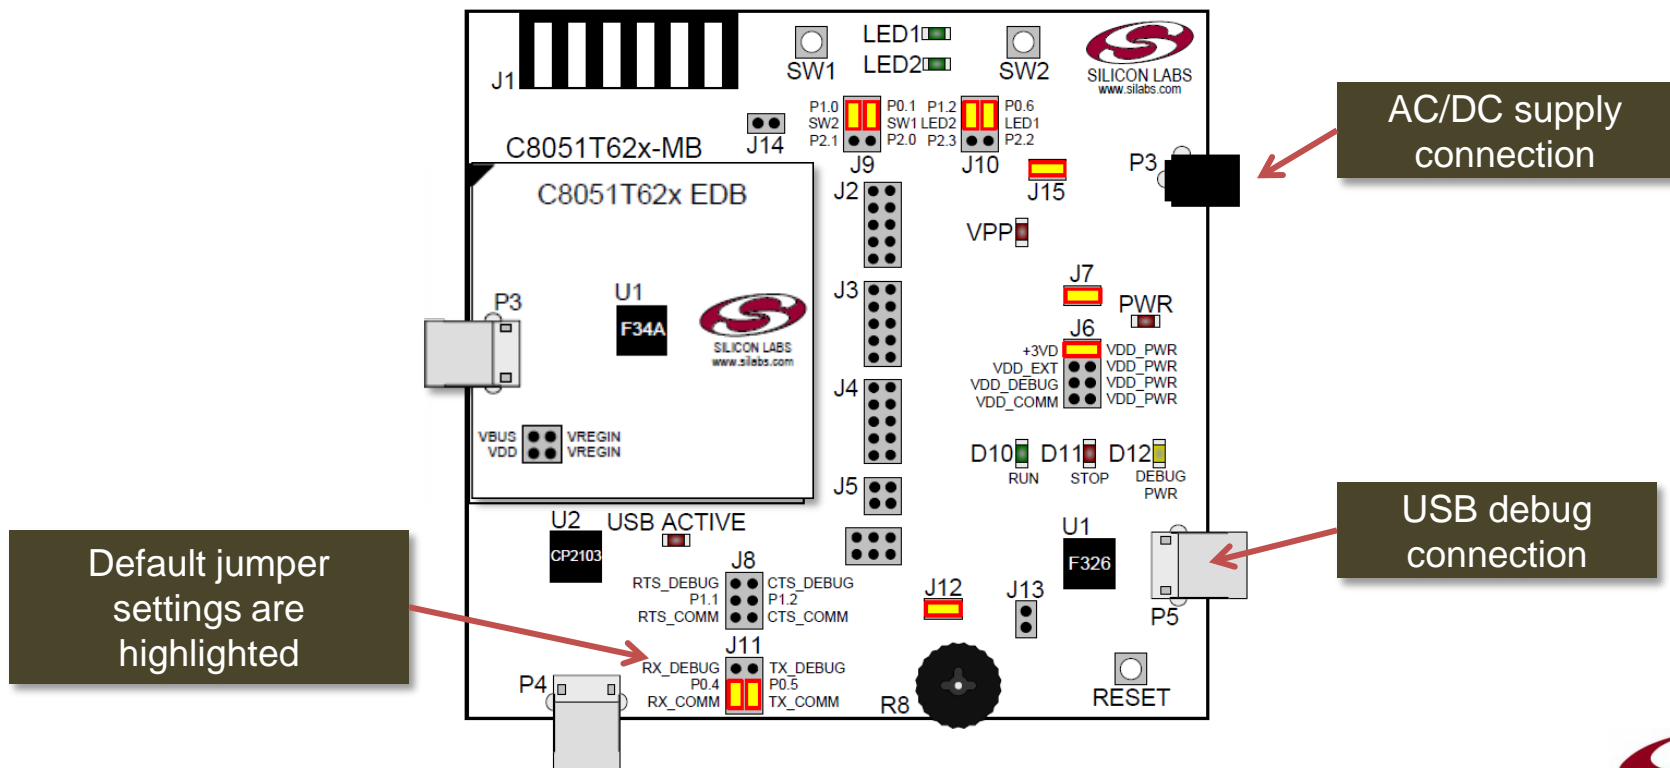 J1
SW1
LED1
LED2
SW2
SILICON LABS
www.silabs.com
AC/DC supply
connection
P1.0
SW2
P2.1
P0.1
SW1
P2.0
P1.2
LED2
P2.3
P0.6
LED1
P2.2
J14
J9
J10
J15
P3
C8051T62x-MB
C8051T62x EDB
J2
VPP
J3
J7
PWR
J6
+3VD
VDD_EXT
VDD_DEBUG
VDD_COMM
VDD_PWR
VDD_PWR
VDD_PWR
VDD_PWR
P3
U1
F34A
SILICON LABS
www.silabs.com
J4
VBUS
VDD
VREGIN
VREGIN
D10
RUN
D11
STOP
D12
DEBUG
PWR
J5
U2
CP2103
USB ACTIVE
U1
F326
P5
USB debug
connection
Default jumper
settings are
highlighted
J8
RTS_DEBUG
P1.1
RTS_COMM
CTS_DEBUG
P1.2
CTS_COMM
J12
J13
J11
RX_DEBUG
P0.4
RX_COMM
TX_DEBUG
P0.5
TX_COMM
P4
R8
RESET